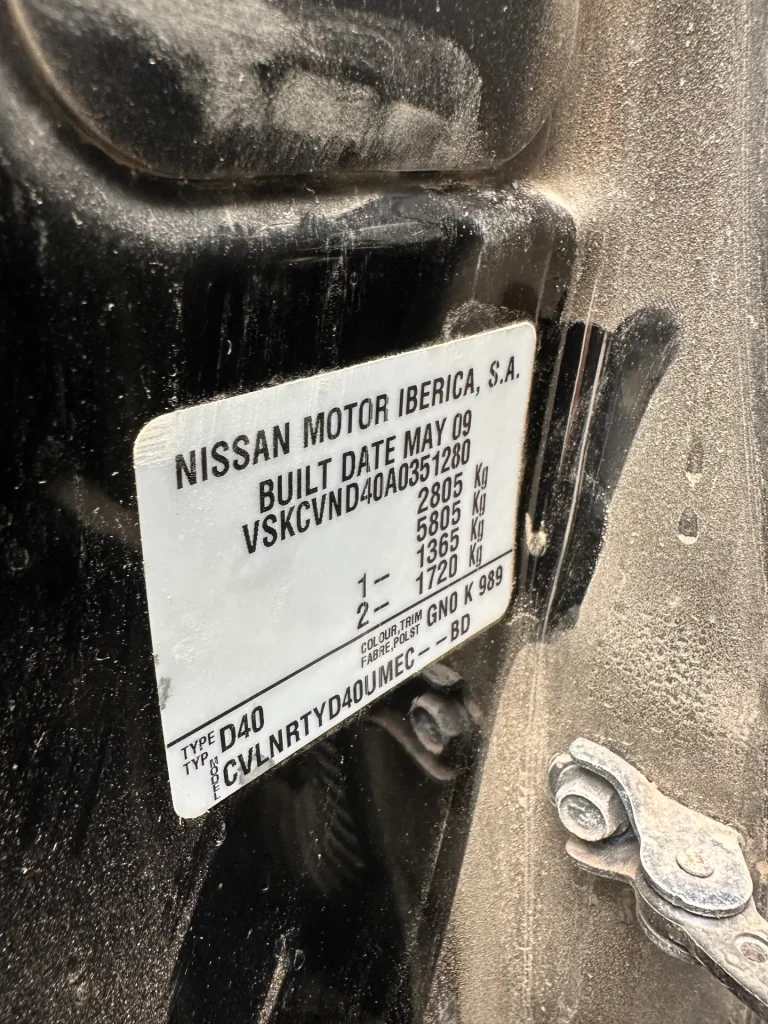 NISSAN MOTOR IBERICA, S.A.
BUILT DATE MAY 09
VSKCVND40A0351280
2805 Kg
5805 Kg
1- 1365 Kg
2- 1720 Kg
COLOUR,TRIM
FABRE,POLST GN0 K 989
TYPE
TYP D40
MODEL CVLNRTYD40UMEC--BD